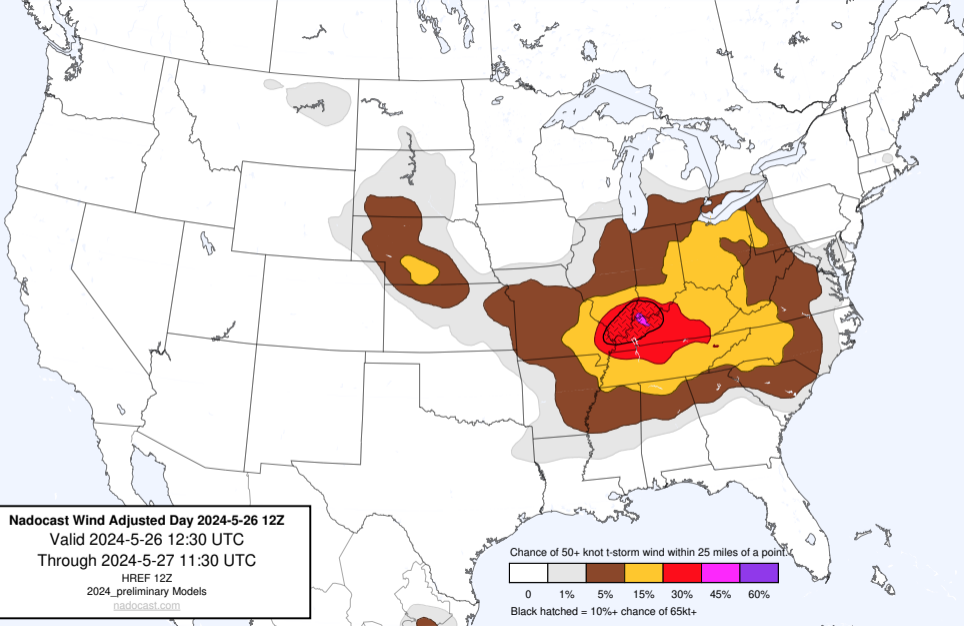 Nadocast Wind Adjusted Day 2024-5-26 12Z
Valid 2024-5-26 12:30 UTC
Through 2024-5-27 11:30 UTC
HREF 12Z
2024_preliminary Models
nadocast.com
Chance of 50+ knot t-storm wind within 25 miles of a point.
0 1% 5% 15% 30% 45% 60%
Black hatched = 10%+ chance of 65kt+